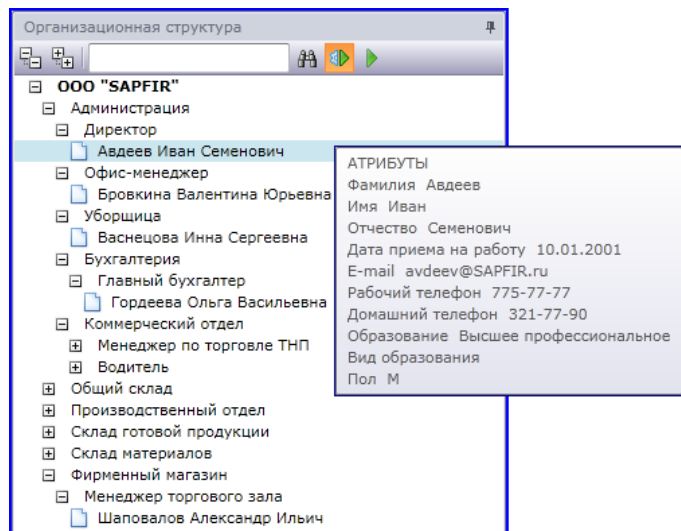 Организационная структура
ООО "SAPFIR"
Администрация
Директор
Авдеев Иван Семенович
Офис-менеджер
Бровкина Валентина Юрьевна
Уборщица
Васнецова Инна Сергеевна
Бухгалтерия
Главный бухгалтер
Гордеева Ольга Васильевна
Коммерческий отдел
Менеджер по торговле ТНП
Водитель
Общий склад
Производственный отдел
Склад готовой продукции
Склад материалов
Фирменный магазин
Менеджер торгового зала
Шаповалов Александр Ильич
АТРИБУТЫ
Фамилия Авдеев
Имя Иван
Отчество Семенович
Дата приема на работу 10.01.2001
E-mail avdeev@SAPFIR.ru
Рабочий телефон 775-77-77
Домашний телефон 321-77-90
Образование Высшее профессиональное
Вид образования
Пол М